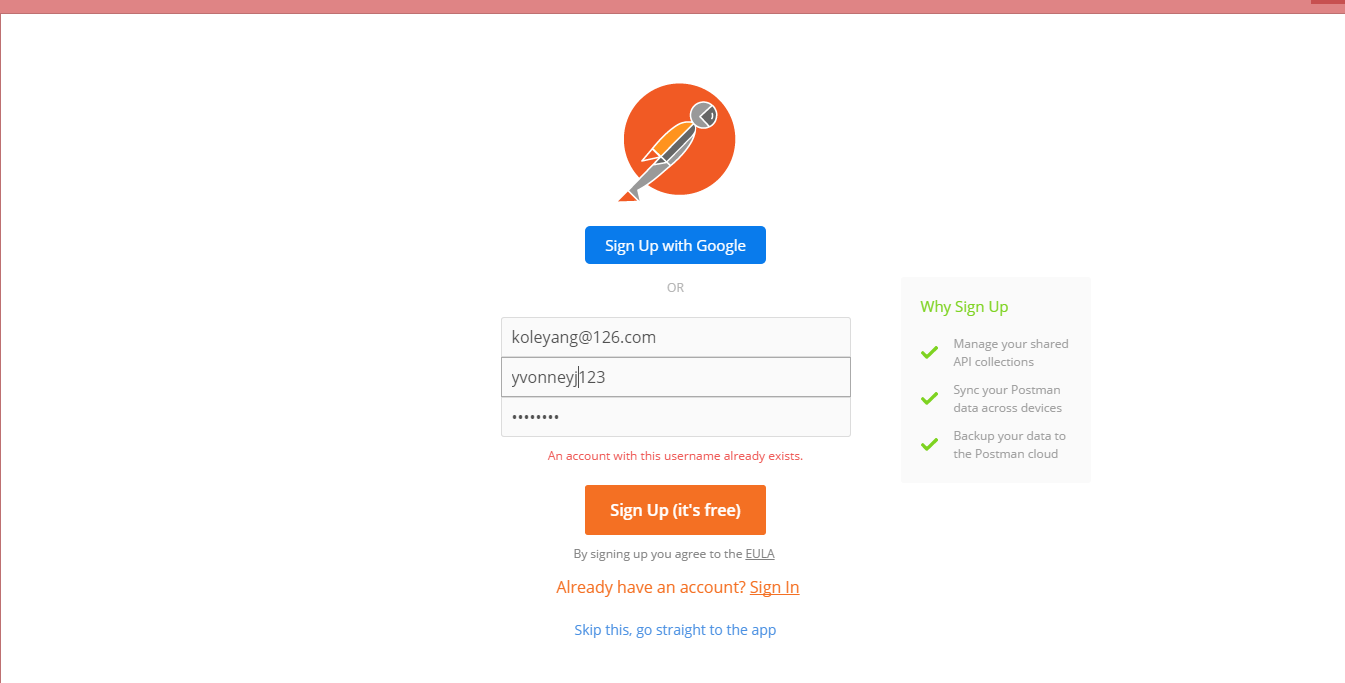 Sign Up with Google
OR
koleyang@126.com
yvonneyj123
••••••••
An account with this username already exists.
Sign Up (it's free)
By signing up you agree to the EULA
Already have an account? Sign In
Skip this, go straight to the app
Why Sign Up
Manage your shared
API collections
Sync your Postman
data across devices
Backup your data to
the Postman cloud